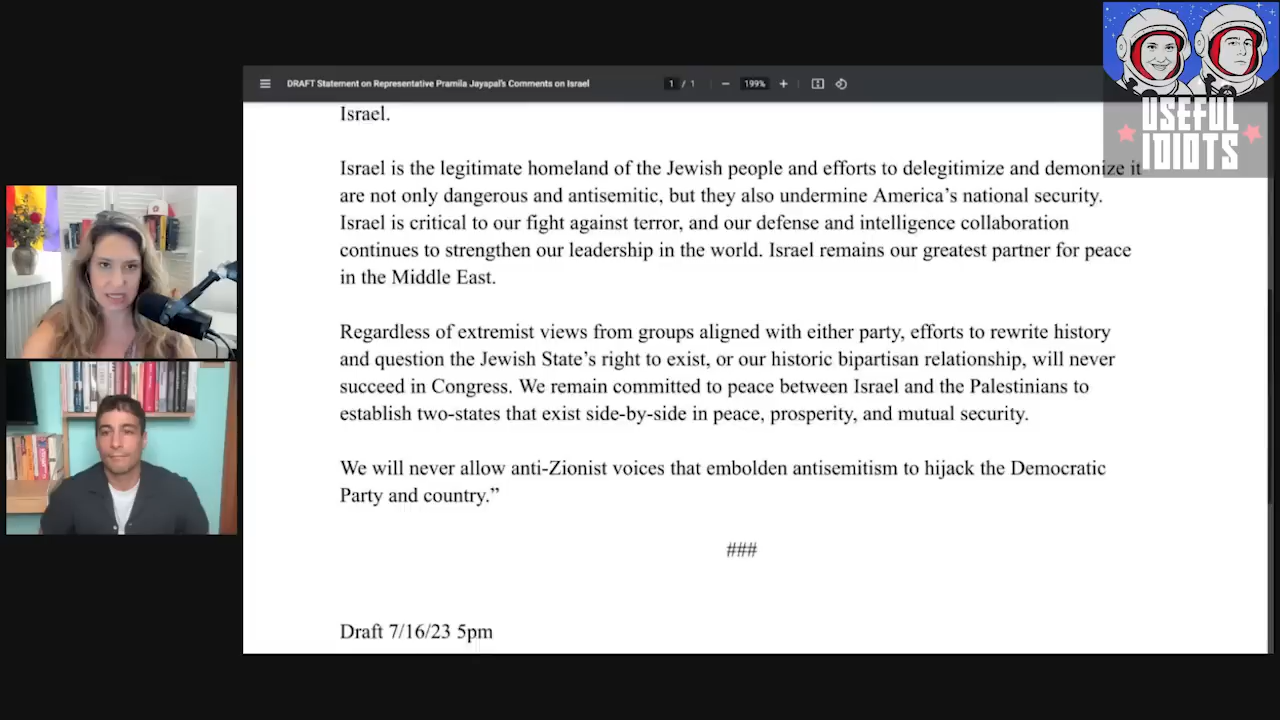 DRAFT Statement on Representative Pramila Jayapal's Comments on Israel
1 / 1
199%
USEFUL
IDIOTS
Israel.
Israel is the legitimate homeland of the Jewish people and efforts to delegitimize and demonize it
are not only dangerous and antisemitic, but they also undermine America's national security.
Israel is critical to our fight against terror, and our defense and intelligence collaboration
continues to strengthen our leadership in the world. Israel remains our greatest partner for peace
in the Middle East.
Regardless of extremist views from groups aligned with either party, efforts to rewrite history
and question the Jewish State's right to exist, or our historic bipartisan relationship, will never
succeed in Congress. We remain committed to peace between Israel and the Palestinians to
establish two-states that exist side-by-side in peace, prosperity, and mutual security.
We will never allow anti-Zionist voices that embolden antisemitism to hijack the Democratic
Party and country.”
###
Draft 7/16/23 5pm